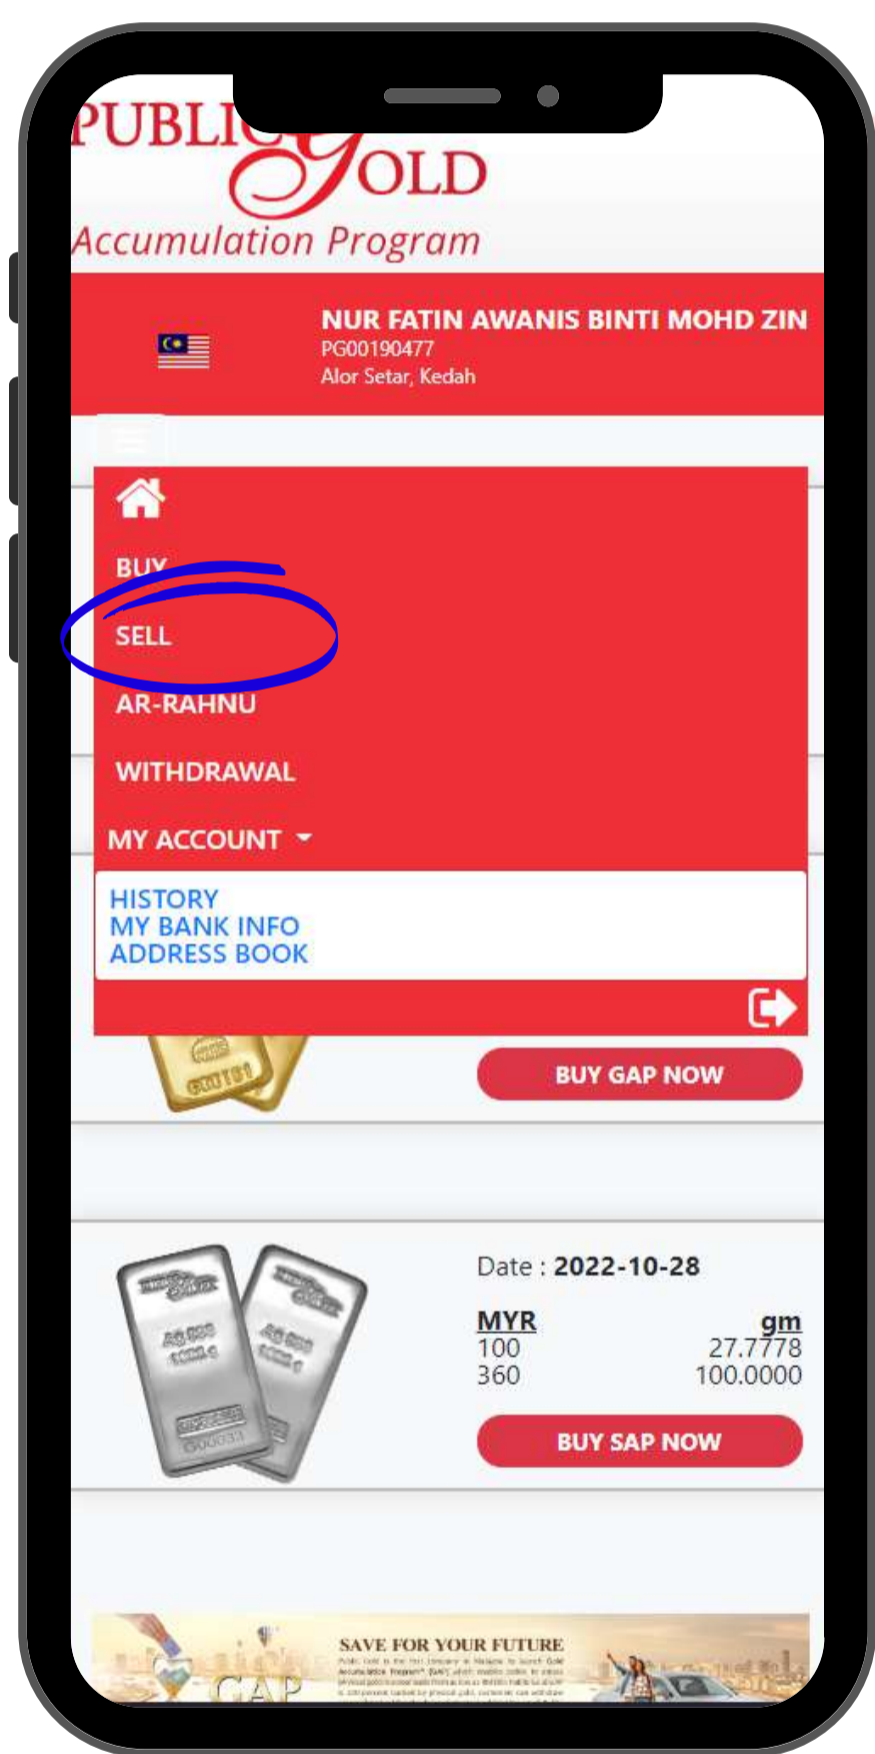 PUBLIC GOLD
Accumulation Program
NUR FATIN AWANIS BINTI MOHD ZIN
PG00190477
Alor Setar, Kedah
BUY
SELL
AR-RAHNU
WITHDRAWAL
MY ACCOUNT
HISTORY
MY BANK INFO
ADDRESS BOOK
BUY GAP NOW
Date : 2022-10-28
MYR gm
100 27.7778
360 100.0000
BUY SAP NOW
SAVE FOR YOUR FUTURE
GAP